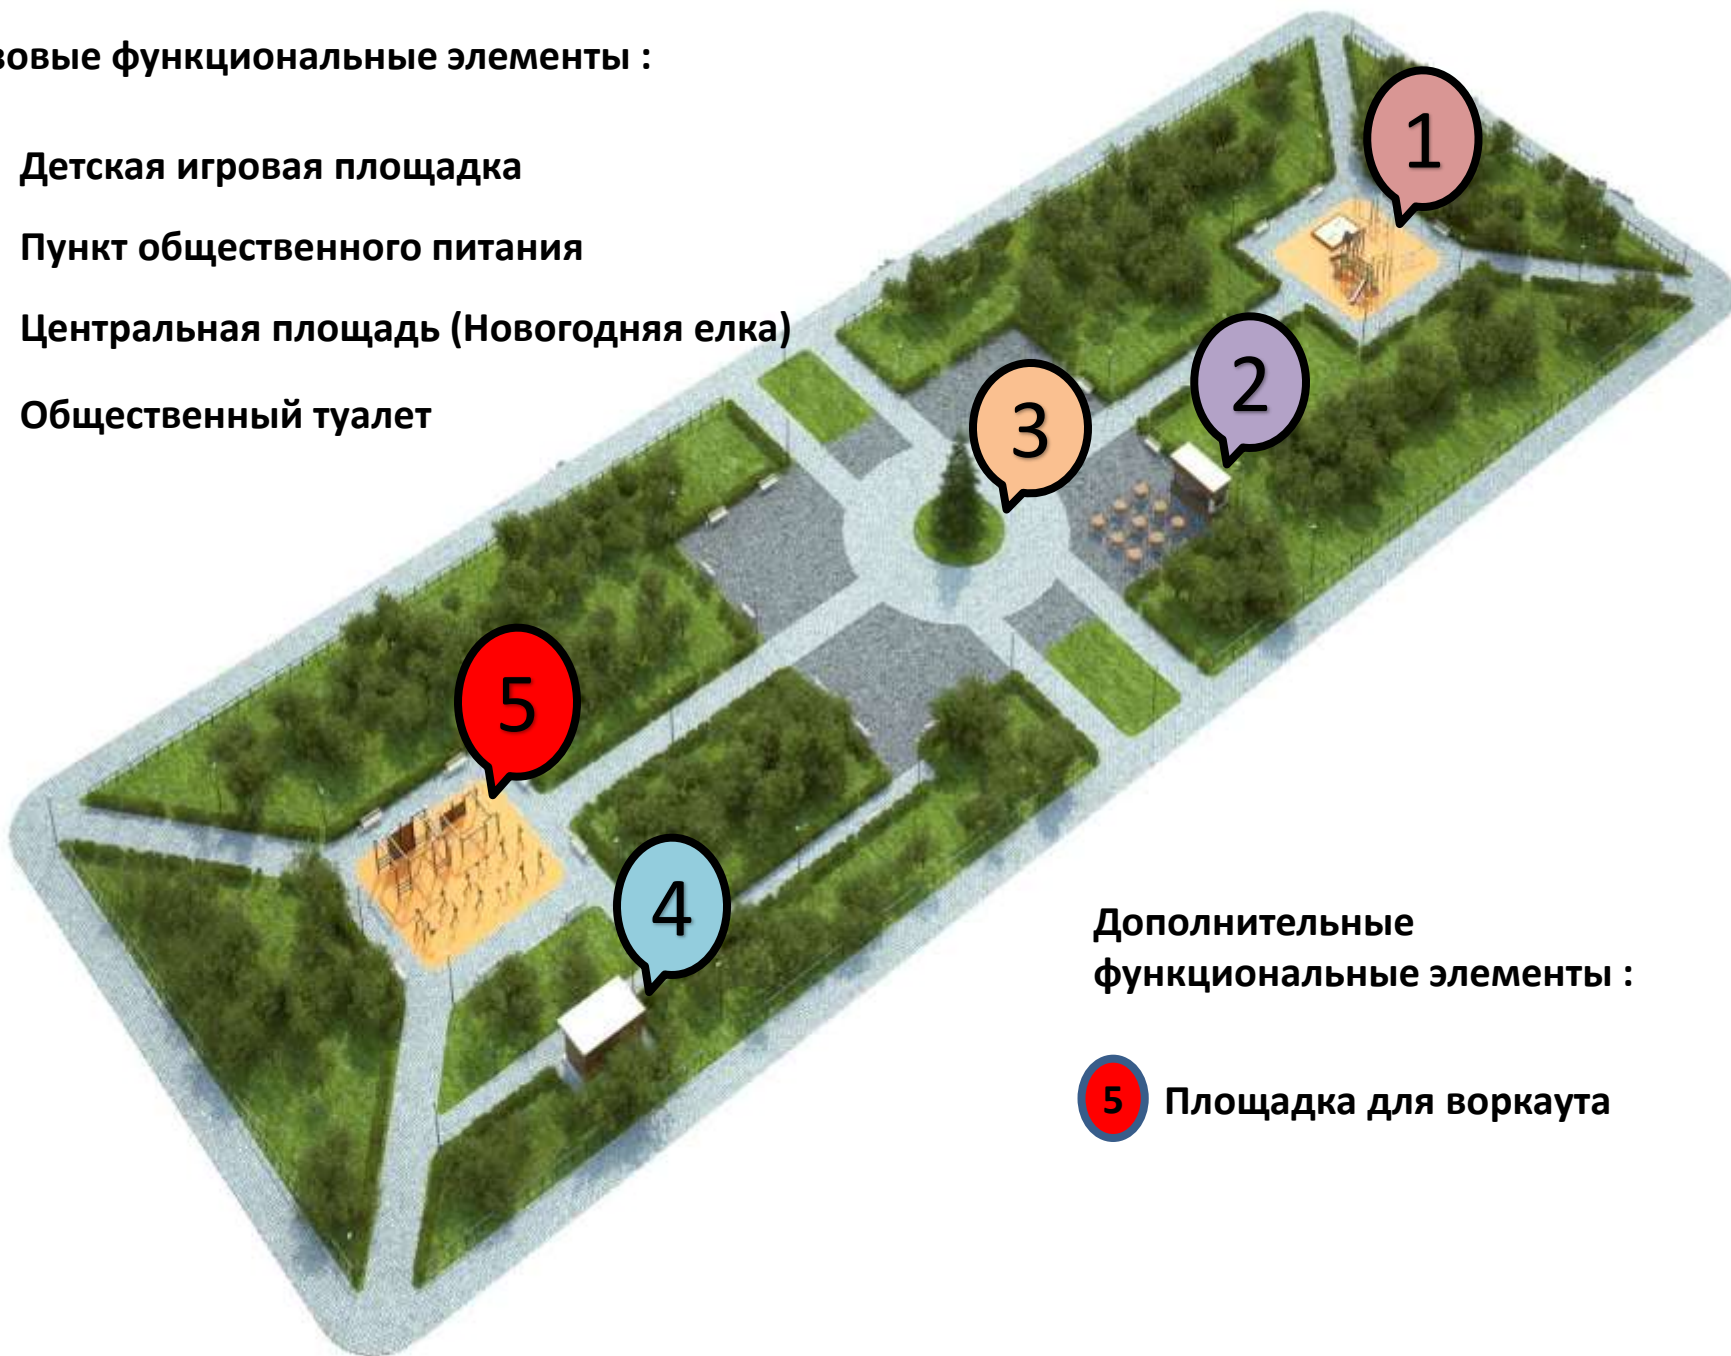 зовые функциональные элементы :
Детская игровая площадка
Пункт общественного питания
Центральная площадь (Новогодняя елка)
Общественный туалет
1
2
3
5
4
Дополнительные
функциональные элементы :
5 Площадка для воркаута